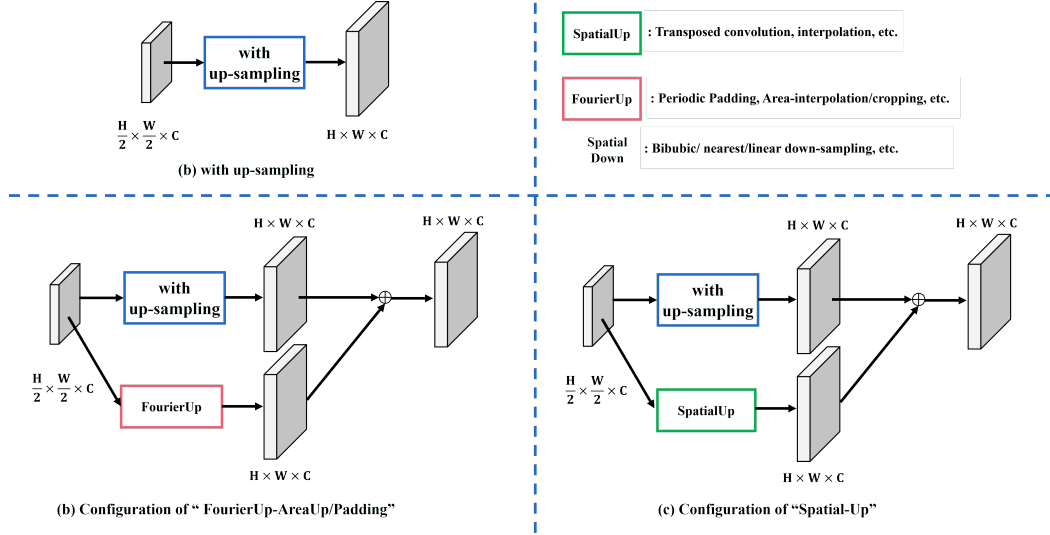 with
up-sampling
H/2 × W/2 × C
H × W × C
(b) with up-sampling
SpatialUp : Transposed convolution, interpolation, etc.
FourierUp : Periodic Padding, Area-interpolation/cropping, etc.
Spatial
Down : Bibubic/ nearest/linear down-sampling, etc.
H × W × C
H × W × C
with
up-sampling
H/2 × W/2 × C
FourierUp
H × W × C
(b) Configuration of “ FourierUp-AreaUp/Padding”
H × W × C
H × W × C
with
up-sampling
H/2 × W/2 × C
SpatialUp
H × W × C
(c) Configuration of “Spatial-Up”